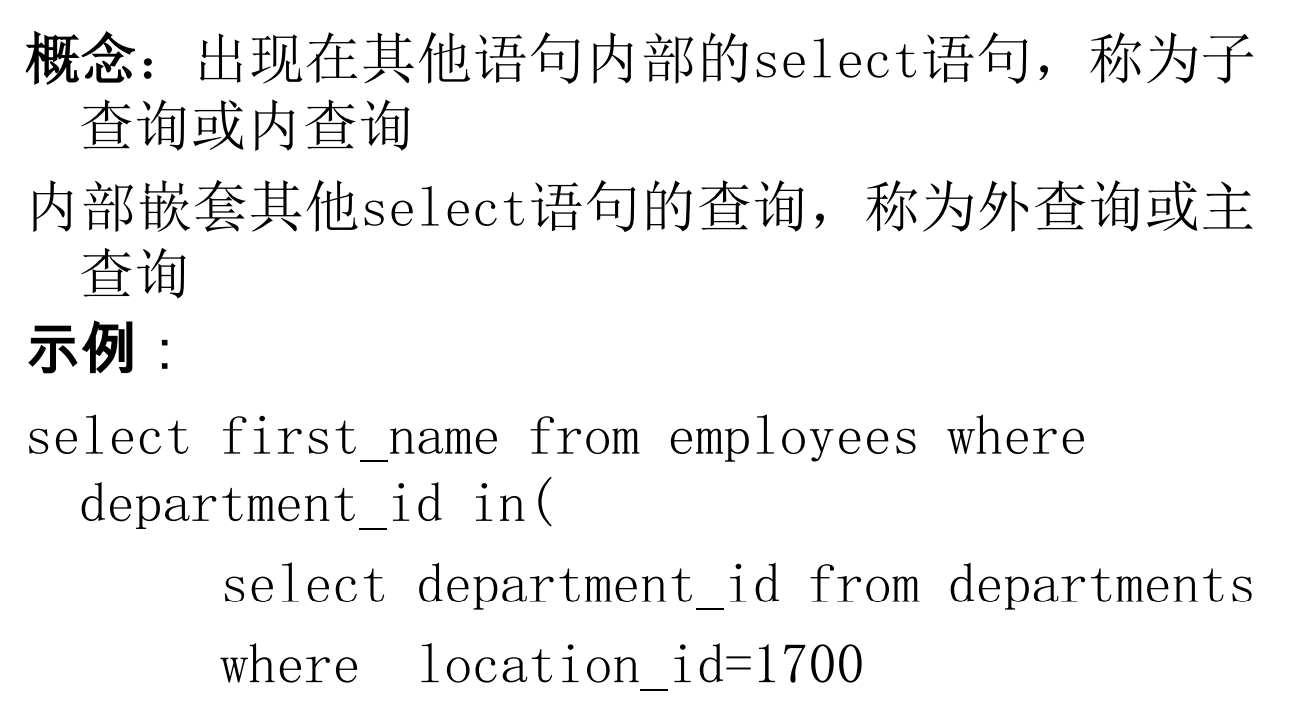 概念：出现在其他语句内部的select语句，称为子
查询或内查询
内部嵌套其他select语句的查询，称为外查询或主
查询
示例：
select first_name from employees where
department_id in(
select department_id from departments
where  location_id=1700